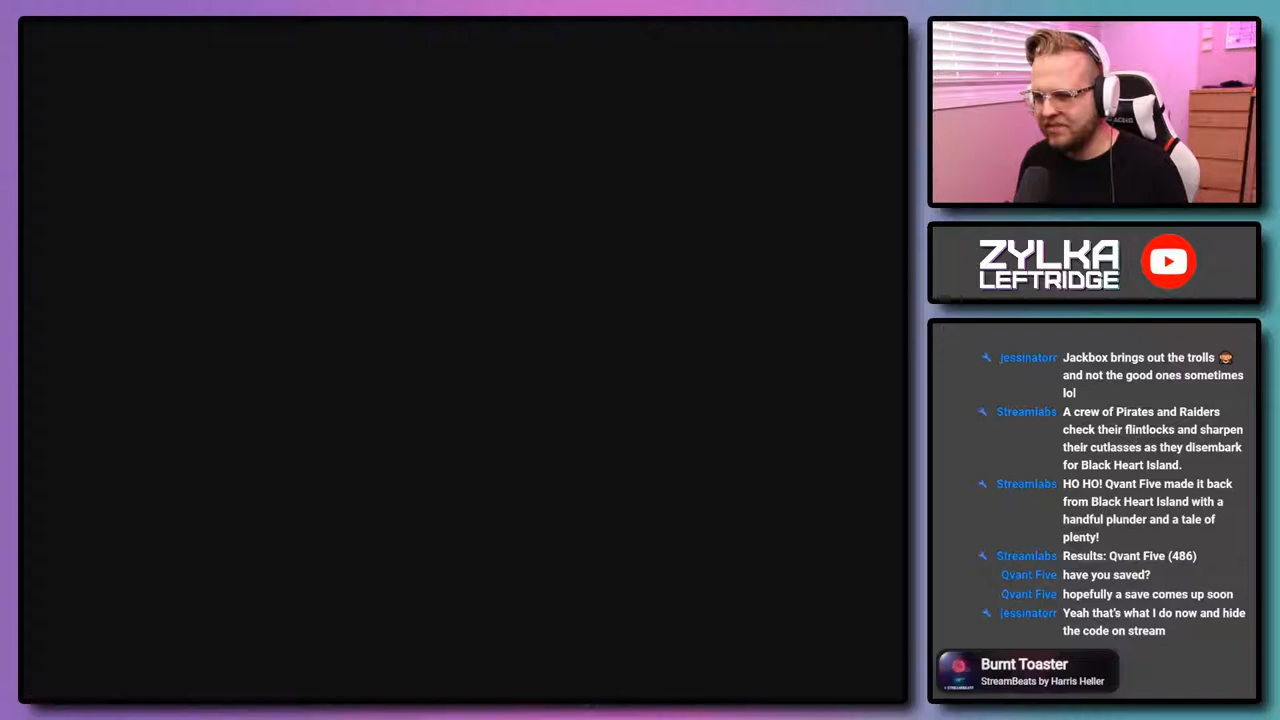 ZYLKA
LEFTRIDGE
jessinatorr Jackbox brings out the trolls
and not the good ones sometimes
lol
Streamlabs A crew of Pirates and Raiders
check their flintlocks and sharpen
their cutlasses as they disembark
for Black Heart Island.
Streamlabs HO HO! Qvant Five made it back
from Black Heart Island with a
handful plunder and a tale of
plenty!
Streamlabs Results: Qvant Five (486)
Qvant Five have you saved?
Qvant Five hopefully a save comes up soon
jessinatorr Yeah that's what I do now and hide
the code on stream
Burnt Toaster
StreamBeats by Harris Heller